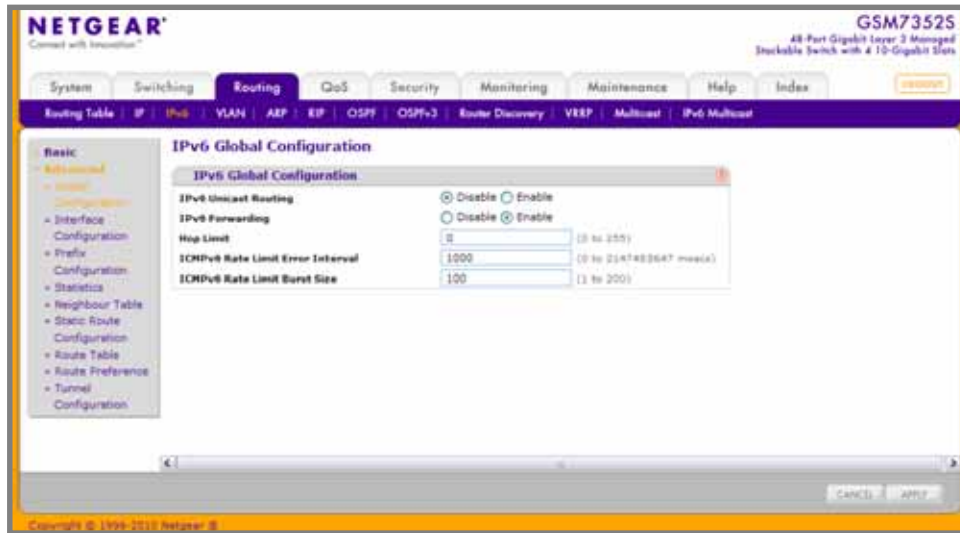 NETGEAR
Connect with Innovation™
GSM7352S
48-Port Gigabit Layer 3 Managed
Stackable Switch with 4 10-Gigabit Slots
System Switching Routing QoS Security Monitoring Maintenance Help Index LOGOUT
Routing Table | IP | IPv6 | VLAN | ARP | RIP | OSPF | OSPFv3 | Router Discovery | VRRP | Multicast | IPv6 Multicast
Basic
Advanced
Global
Configuration
Interface
Configuration
Prefix
Configuration
Statistics
Neighbour Table
Static Route
Configuration
Route Table
Route Preference
Tunnel
Configuration
IPv6 Global Configuration
IPv6 Global Configuration
IPv6 Unicast Routing Disable Enable
IPv6 Forwarding Disable Enable
Hop Limit 0 (0 to 255)
ICMPv6 Rate Limit Error Interval 1000 (0 to 2147483647 msecs)
ICMPv6 Rate Limit Burst Size 100 (1 to 200)
CANCEL APPLY
Copyright © 1996-2010 Netgear ®